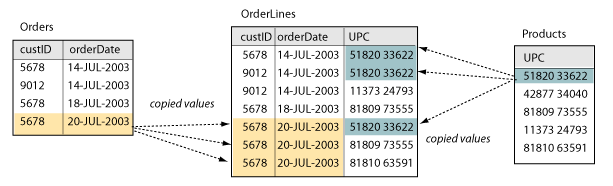 Orders
custID orderDate
5678 14-JUL-2003
9012 14-JUL-2003
5678 18-JUL-2003
5678 20-JUL-2003
copied values
OrderLines
custID orderDate UPC
5678 14-JUL-2003 51820 33622
9012 14-JUL-2003 51820 33622
9012 14-JUL-2003 11373 24793
5678 18-JUL-2003 81809 73555
5678 20-JUL-2003 51820 33622
5678 20-JUL-2003 81809 73555
5678 20-JUL-2003 81810 63591
copied values
Products
UPC
51820 33622
42877 34040
81809 73555
11373 24793
81810 63591